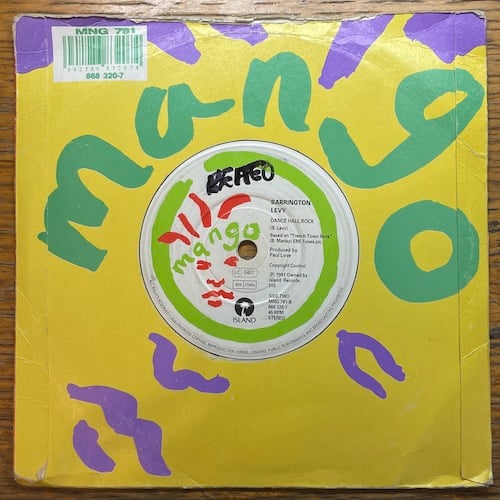 MNG 781
868 320-7
mango
BARRINGTON
LEVY
DANCE HALL ROCK
(B. Levy)
Based on "Trench Town Rock"
(B. Marley) EMI Tunes plc
Produced by
Paul Love
Copyright Control
mango
LC 0407
℗ 1991 Owned by
Island Records
Ltd
SIDE TWO
MNG 781-B
868 320-7
45 RPM
STEREO
ISLAND